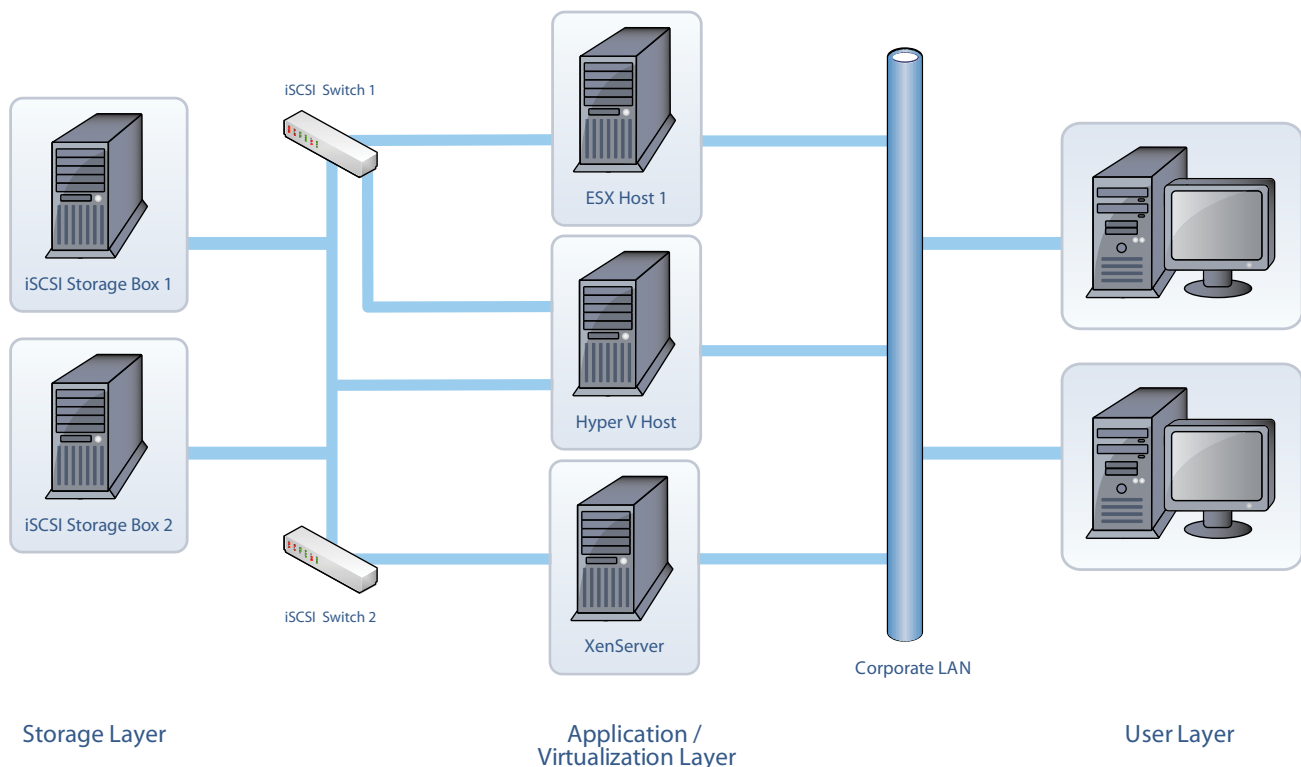 iSCSI Switch 1
iSCSI Storage Box 1
ESX Host 1
Hyper V Host
iSCSI Storage Box 2
iSCSI Switch 2
XenServer
Corporate LAN
Storage Layer
Application /
Virtualization Layer
User Layer